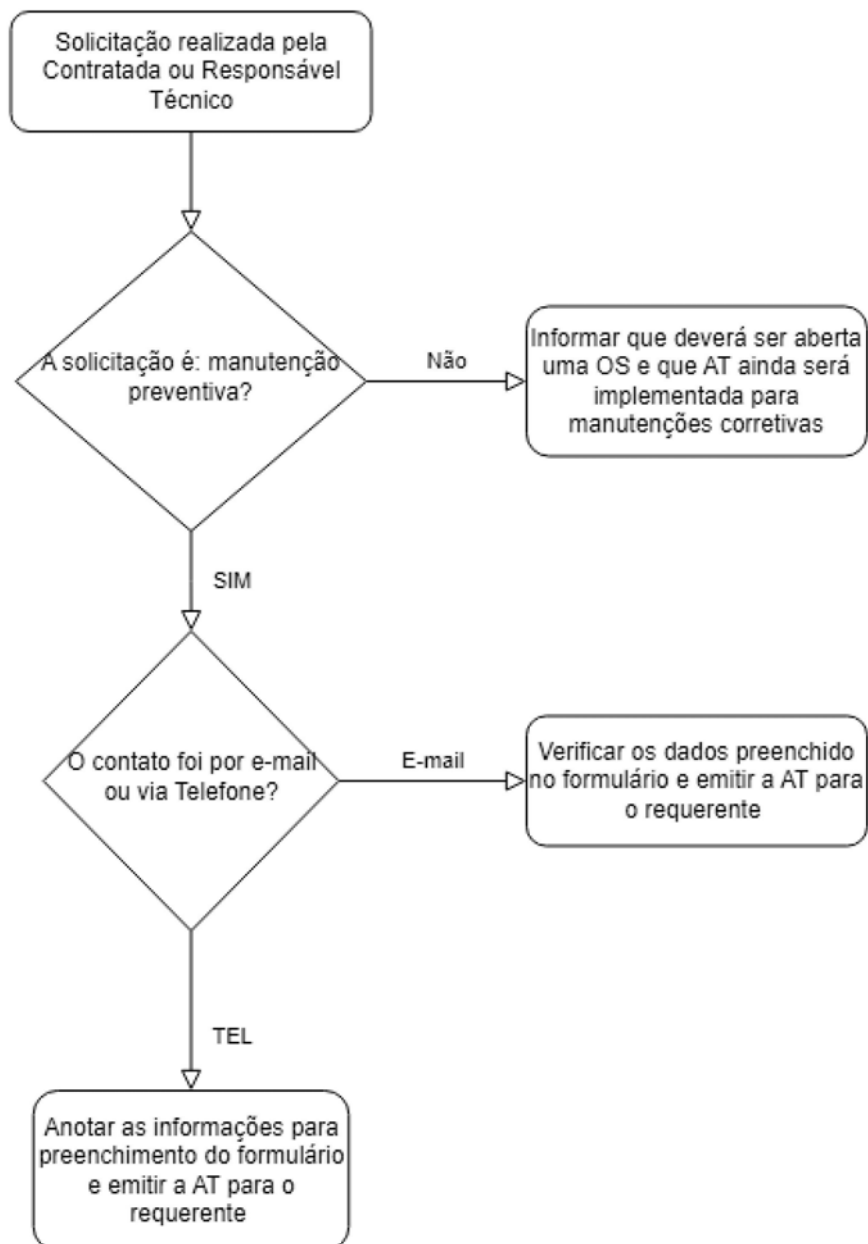 Solicitação realizada pela
Contratada ou Responsável
Técnico
A solicitação é: manutenção
preventiva?
Não
Informar que deverá ser aberta
uma OS e que AT ainda será
implementada para
manutenções corretivas
SIM
O contato foi por e-mail
ou via Telefone?
E-mail
Verificar os dados preenchido
no formulário e emitir a AT para
o requerente
TEL
Anotar as informações para
preenchimento do formulário
e emitir a AT para o
requerente